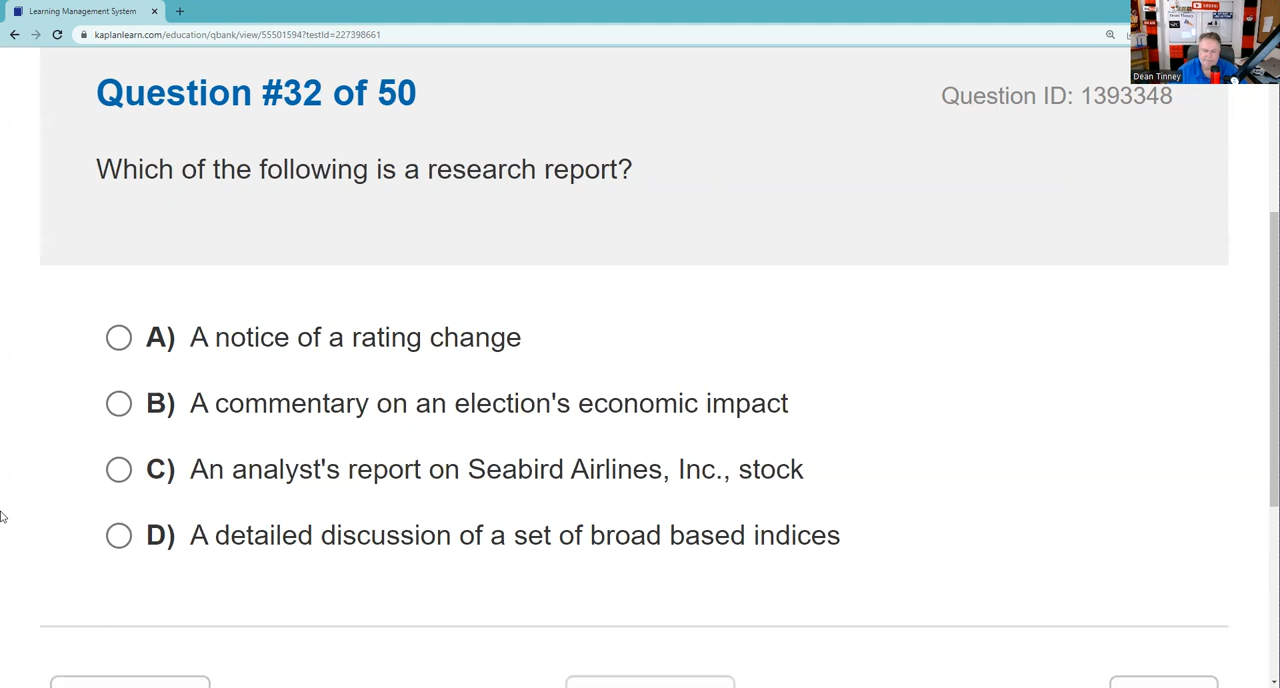 Learning Management System
kaplanlearn.com/education/qbank/view/55501594?testId=227398661
Dean Tinney
Question #32 of 50
Question ID: 1393348
Which of the following is a research report?
A) A notice of a rating change
B) A commentary on an election's economic impact
C) An analyst's report on Seabird Airlines, Inc., stock
D) A detailed discussion of a set of broad based indices